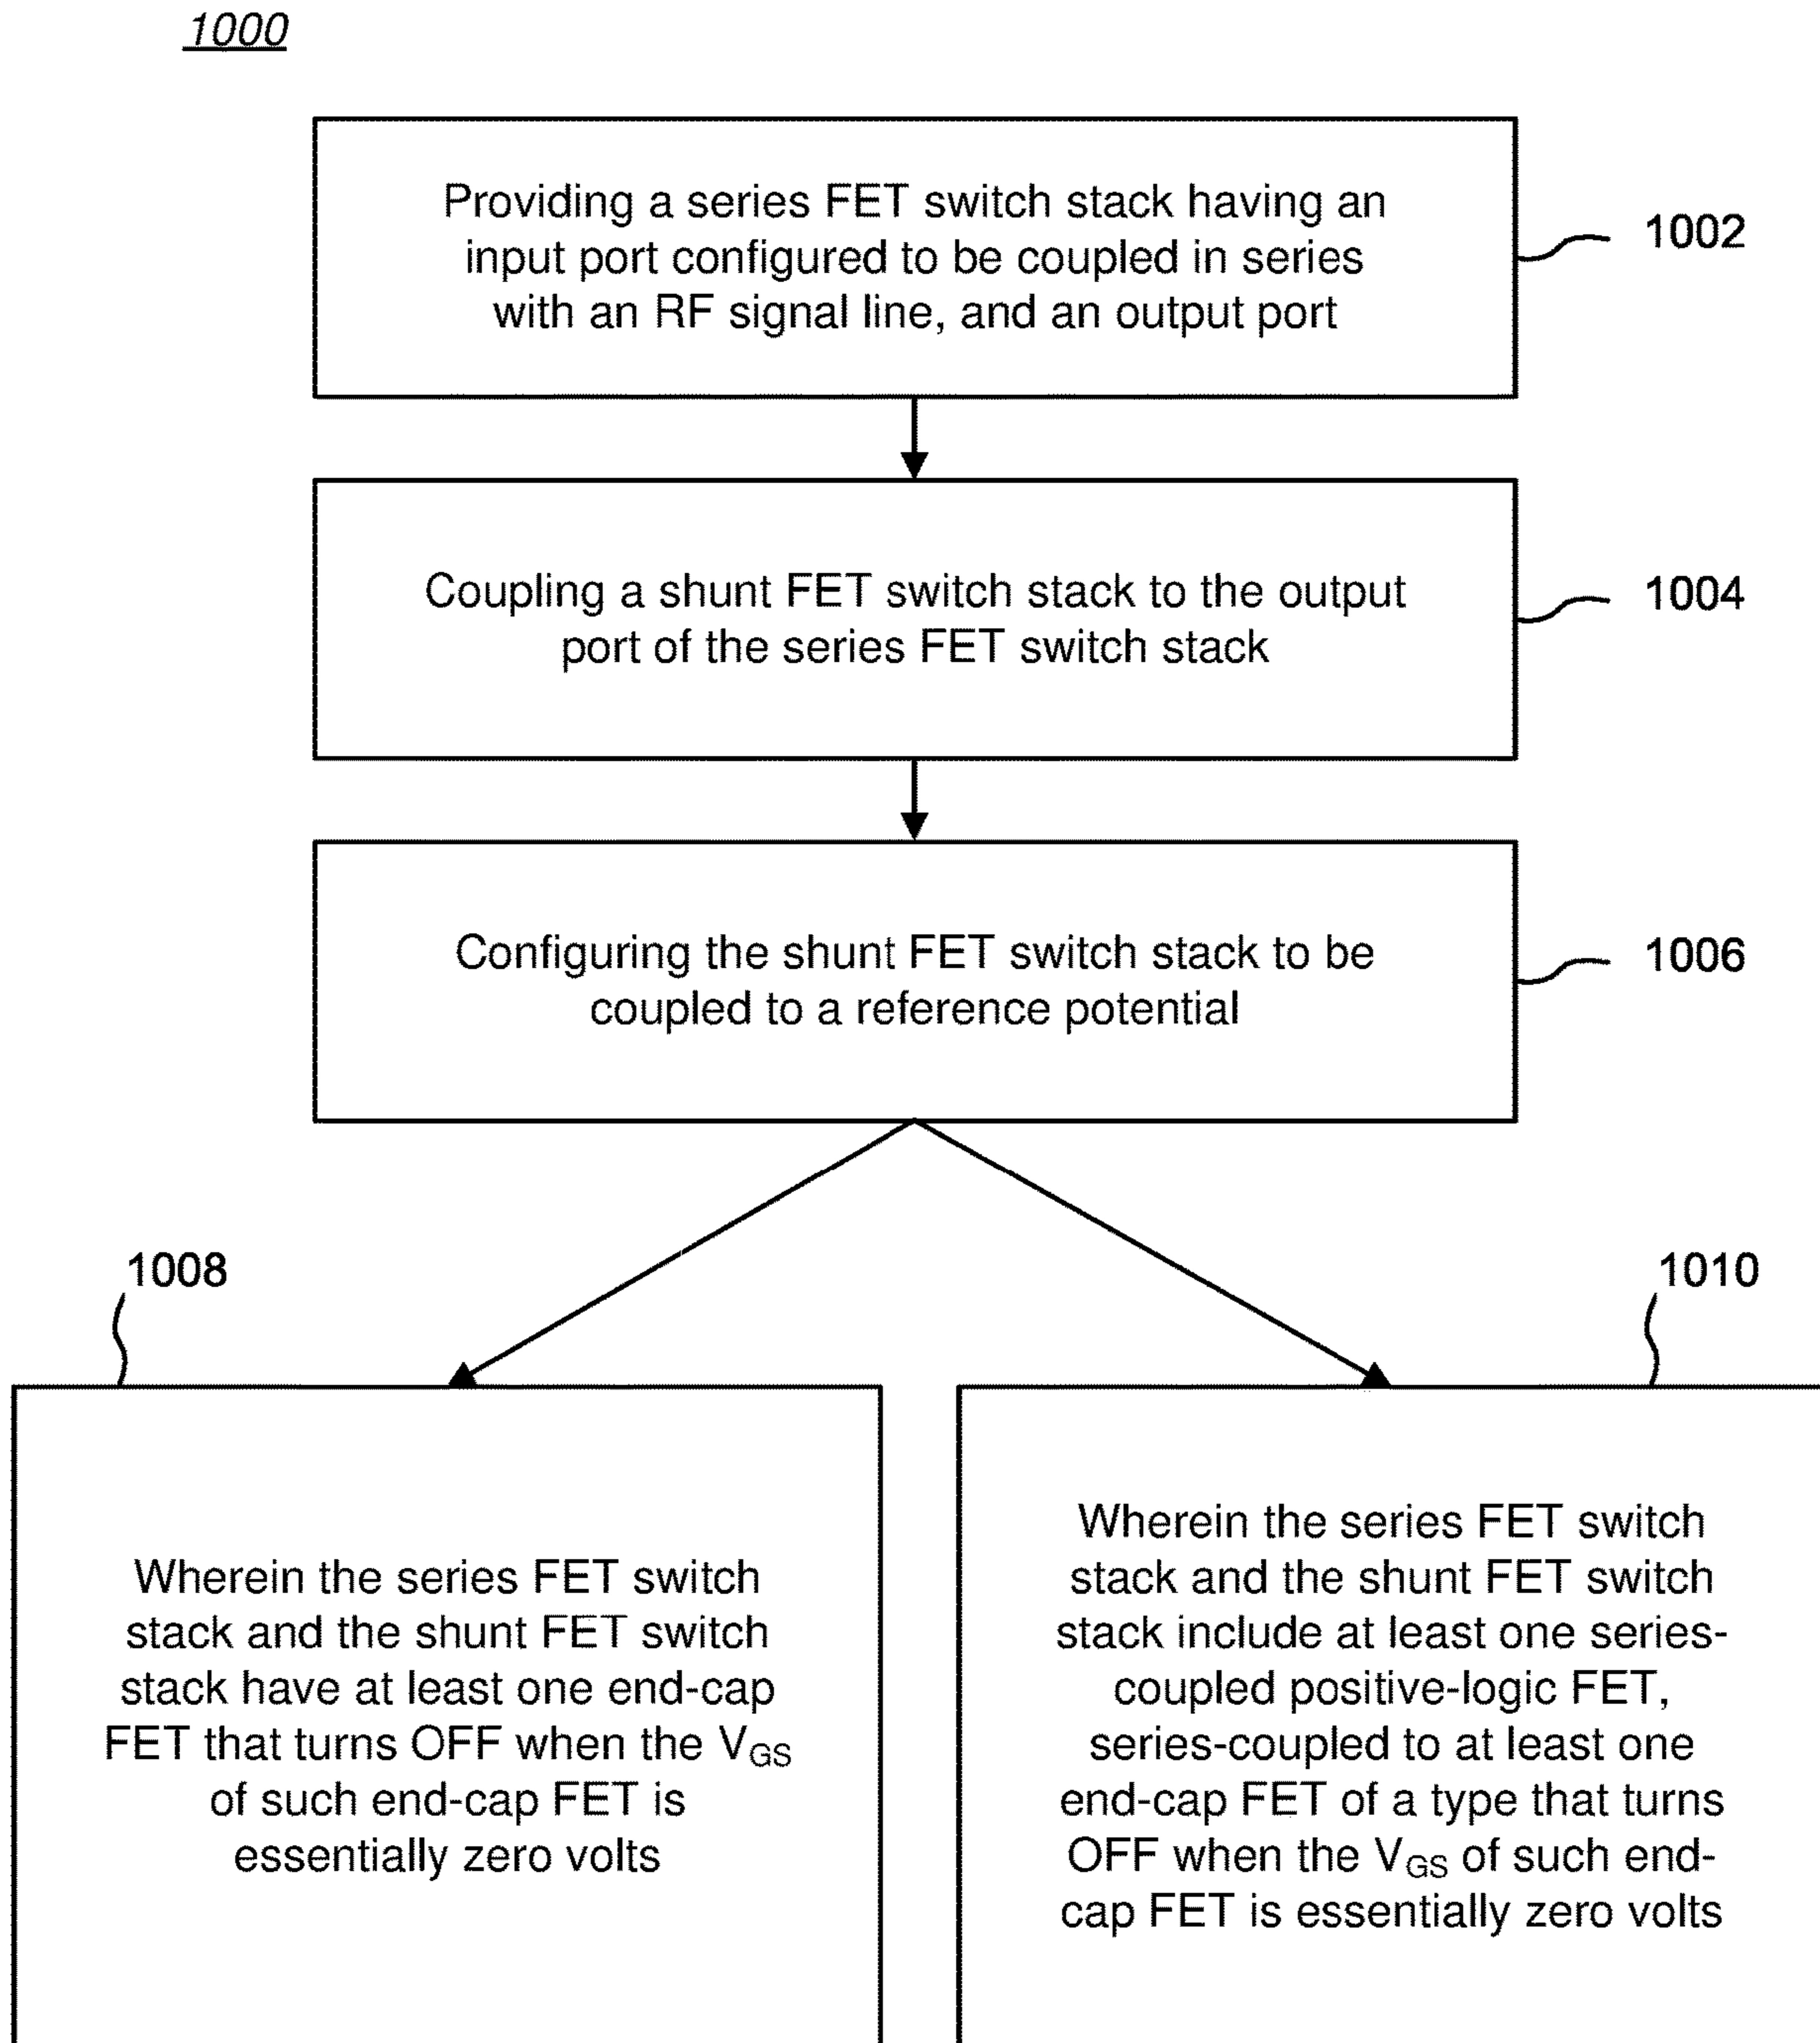 1000
Providing a series FET switch stack having an
input port configured to be coupled in series
with an RF signal line, and an output port
1002
Coupling a shunt FET switch stack to the output
port of the series FET switch stack
1004
Configuring the shunt FET switch stack to be
coupled to a reference potential
1006
1008
Wherein the series FET switch
stack and the shunt FET switch
stack have at least one end-cap
FET that turns OFF when the VGS
of such end-cap FET is
essentially zero volts
1010
Wherein the series FET switch
stack and the shunt FET switch
stack include at least one series-
coupled positive-logic FET,
series-coupled to at least one
end-cap FET of a type that turns
OFF when the VGS of such end-
cap FET is essentially zero volts